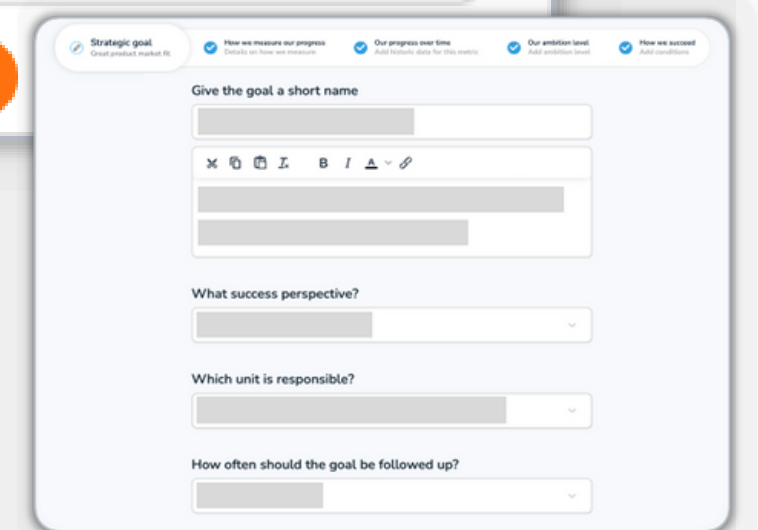 Strategic goal
Great product market fit
How we measure our progress
Details on how we measure
Our progress over time
Add historic data for this metric
Our ambition level
Add ambition level
How we succeed
Add conditions
Give the goal a short name
B I A
What success perspective?
Which unit is responsible?
How often should the goal be followed up?